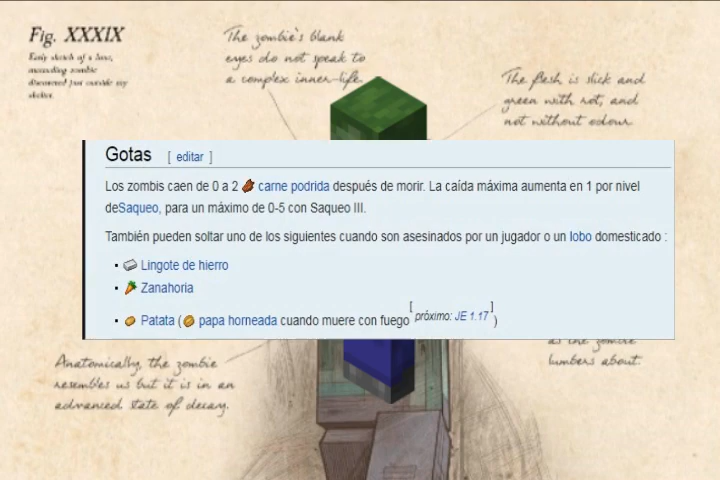 Fig. XXXIX
Early sketch of a lone,
discovered just outside my
shelter.
The zombie's blank
eyes do not speak to
a complex inner-life.
The flesh is slick and
green with rot, and
not without odour.
Gotas [ editar ]
Los zombis caen de 0 a 2 carne podrida después de morir. La caída máxima aumenta en 1 por nivel
deSaqueo, para un máximo de 0-5 con Saqueo III.
También pueden soltar uno de los siguientes cuando son asesinados por un jugador o un lobo domesticado :
• Lingote de hierro
• Zanahoria
• Patata ( papa horneada cuando muere con fuego [ próximo: JE 1.17 ] )
as the zombie
lumbers about.
Anatomically, the zombie
resembles us but it is in an
advanced state of decay.